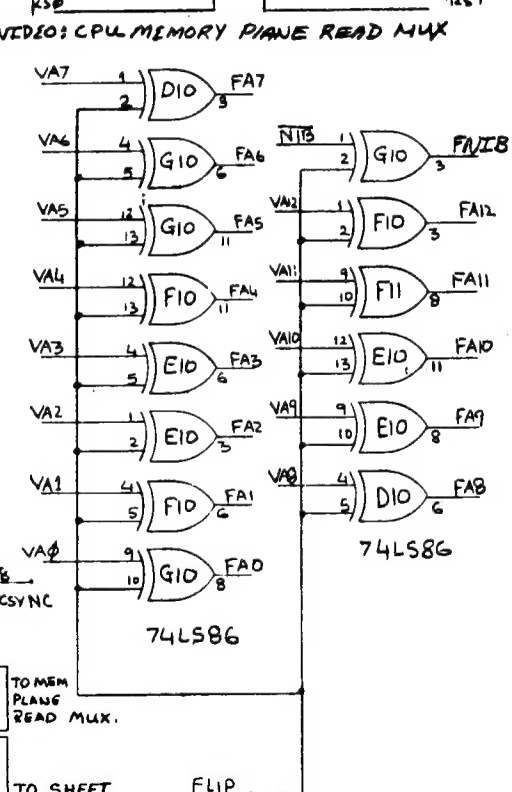 VIDEO: CPU MEMORY PLANE READ MUX
VA7 1 2 D10 3 FA7
VA6 4 5 G10 6 FA6
VA5 12 13 G10 11 FA5
VA4 12 13 F10 11 FA4
VA3 4 5 E10 6 FA3
VA2 1 2 E10 3 FA2
VA1 4 5 F10 6 FA1
VAØ 9 10 G10 8 FA0
74LS86
NIB 1 2 G10 3 FNIB
VA12 1 2 F10 3 FA12
VA11 9 10 F11 8 FA11
VA10 12 13 E10 11 FA10
VA9 9 10 E10 8 FA9
VA8 4 5 D10 6 FA8
74LS86
CSYNC
TO MEM
PLANE
READ MUX.
TO SHEET
FLIP